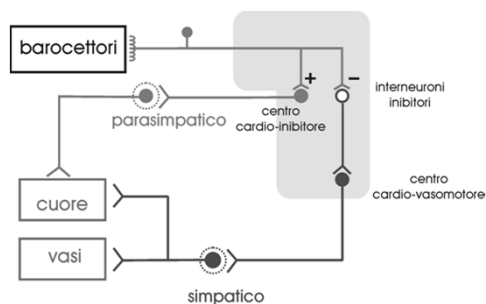 barocettori
+
−
interneuroni
inibitori
centro
cardio-inibitore
parasimpatico
centro
cardio-vasomotore
cuore
vasi
simpatico